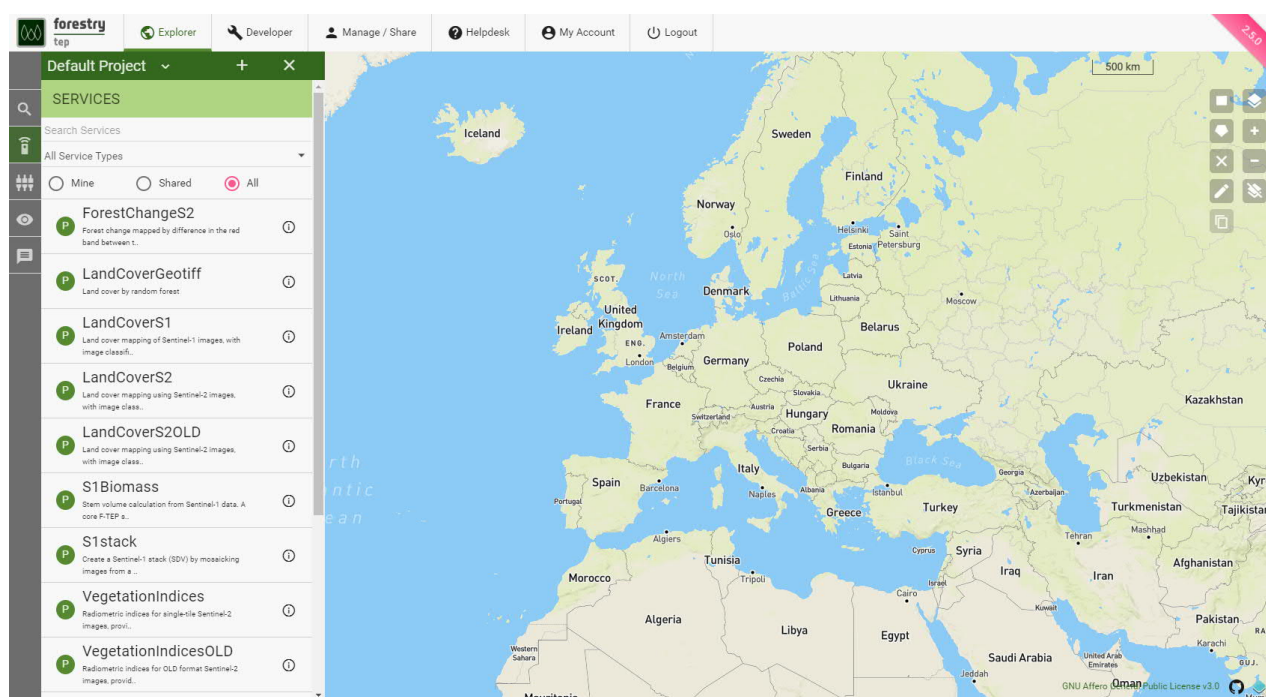 forestry
tep
Explorer
Developer
Manage / Share
Helpdesk
My Account
Logout
2.5.0
Default Project
SERVICES
Search Services
All Service Types
Mine
Shared
All
P
ForestChangeS2
Forest change mapped by difference in the red
band between t..
P
LandCoverGeotiff
Land cover by random forest
P
LandCoverS1
Land cover mapping of Sentinel-1 images, with
image classifi..
P
LandCoverS2
Land cover mapping using Sentinel-2 images,
with image class..
P
LandCoverS2OLD
Land cover mapping using Sentinel-2 images,
with image class..
P
S1Biomass
Stem volume calculation from Sentinel-1 data. A
core F-TEP s..
P
S1stack
Create a Sentinel-1 stack (SDV) by mosaicking
images from a ..
P
VegetationIndices
Radiometric indices for single-tile Sentinel-2
images, provi..
P
VegetationIndicesOLD
Radiometric indices for OLD format Sentinel-2
images, provid..
500 km
Iceland
Sweden
Finland
Norway
Oslo
Helsinki
Saint
Petersburg
Estonia
SCOT.
North
Sea
Baltic Sea
Latvia
Denmark
Lithuania
Moscow
United
Kingdom
Ireland
ENG.
Amsterdam
Belarus
London
Belgium
Germany
Poland
Czechia
Slovakia
Ukraine
Kazakhstan
France
Switzerland
Austria
Hungary
Moldova
Croatia
Romania
Serbia
Italy
Bulgaria
Black Sea
Georgia
Uzbekistan
Spain
Barcelona
Naples
Albania
Istanbul
Azerbaijan
Portugal
Greece
Turkey
Turkmenistan
Tajikistan
Algiers
Tunisia
Tehran
Mashhad
Cyprus
Syria
Afghanistan
Morocco
Tripoli
Iraq
Iran
Israel
Cairo
Kuwait
Algeria
Libya
Egypt
Pakistan
Karachi
Western
Sahara
Saudi Arabia
United Arab
Emirates
GUJ.
Jeddah
Oman
GNU Affero General Public License v3.0